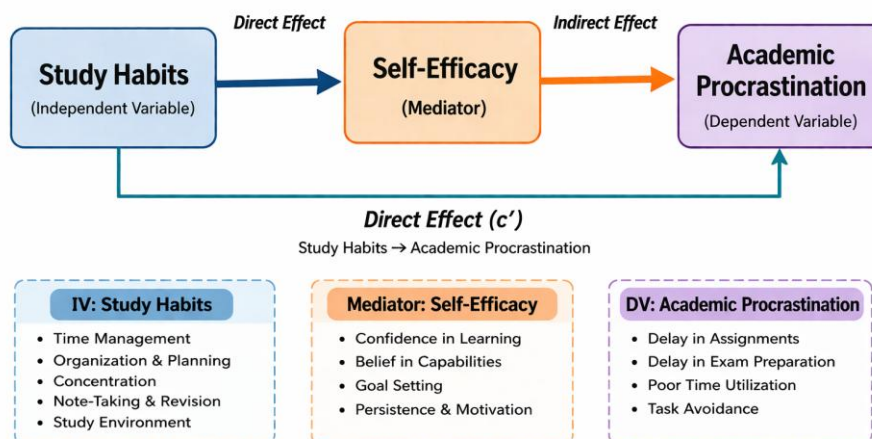 Direct Effect
Indirect Effect
Study Habits
(Independent Variable)
Self-Efficacy
(Mediator)
Academic
Procrastination
(Dependent Variable)
Direct Effect (c′)
Study Habits → Academic Procrastination
IV: Study Habits
• Time Management
• Organization & Planning
• Concentration
• Note-Taking & Revision
• Study Environment
Mediator: Self-Efficacy
• Confidence in Learning
• Belief in Capabilities
• Goal Setting
• Persistence & Motivation
DV: Academic Procrastination
• Delay in Assignments
• Delay in Exam Preparation
• Poor Time Utilization
• Task Avoidance